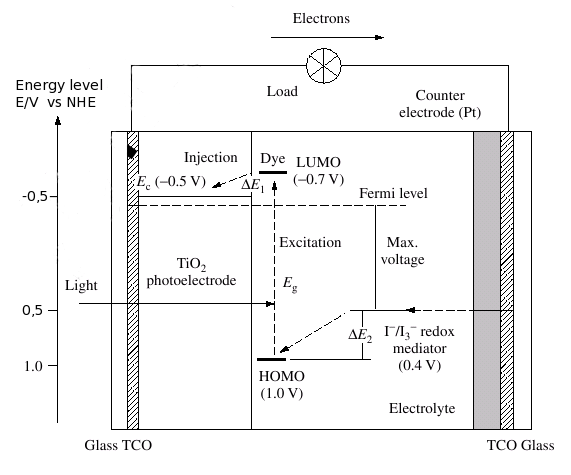 Electrons
Energy level
E/V vs NHE
Load
Counter
electrode (Pt)
Injection
Dye
LUMO
(−0.7 V)
E_c (−0.5 V)
ΔE_1
-0,5
Fermi level
Excitation
Max.
voltage
TiO_2
photoelectrode
Light
E_g
0,5
ΔE_2
I^−/I_3^− redox
mediator
(0.4 V)
1.0
HOMO
(1.0 V)
Electrolyte
Glass TCO
TCO Glass